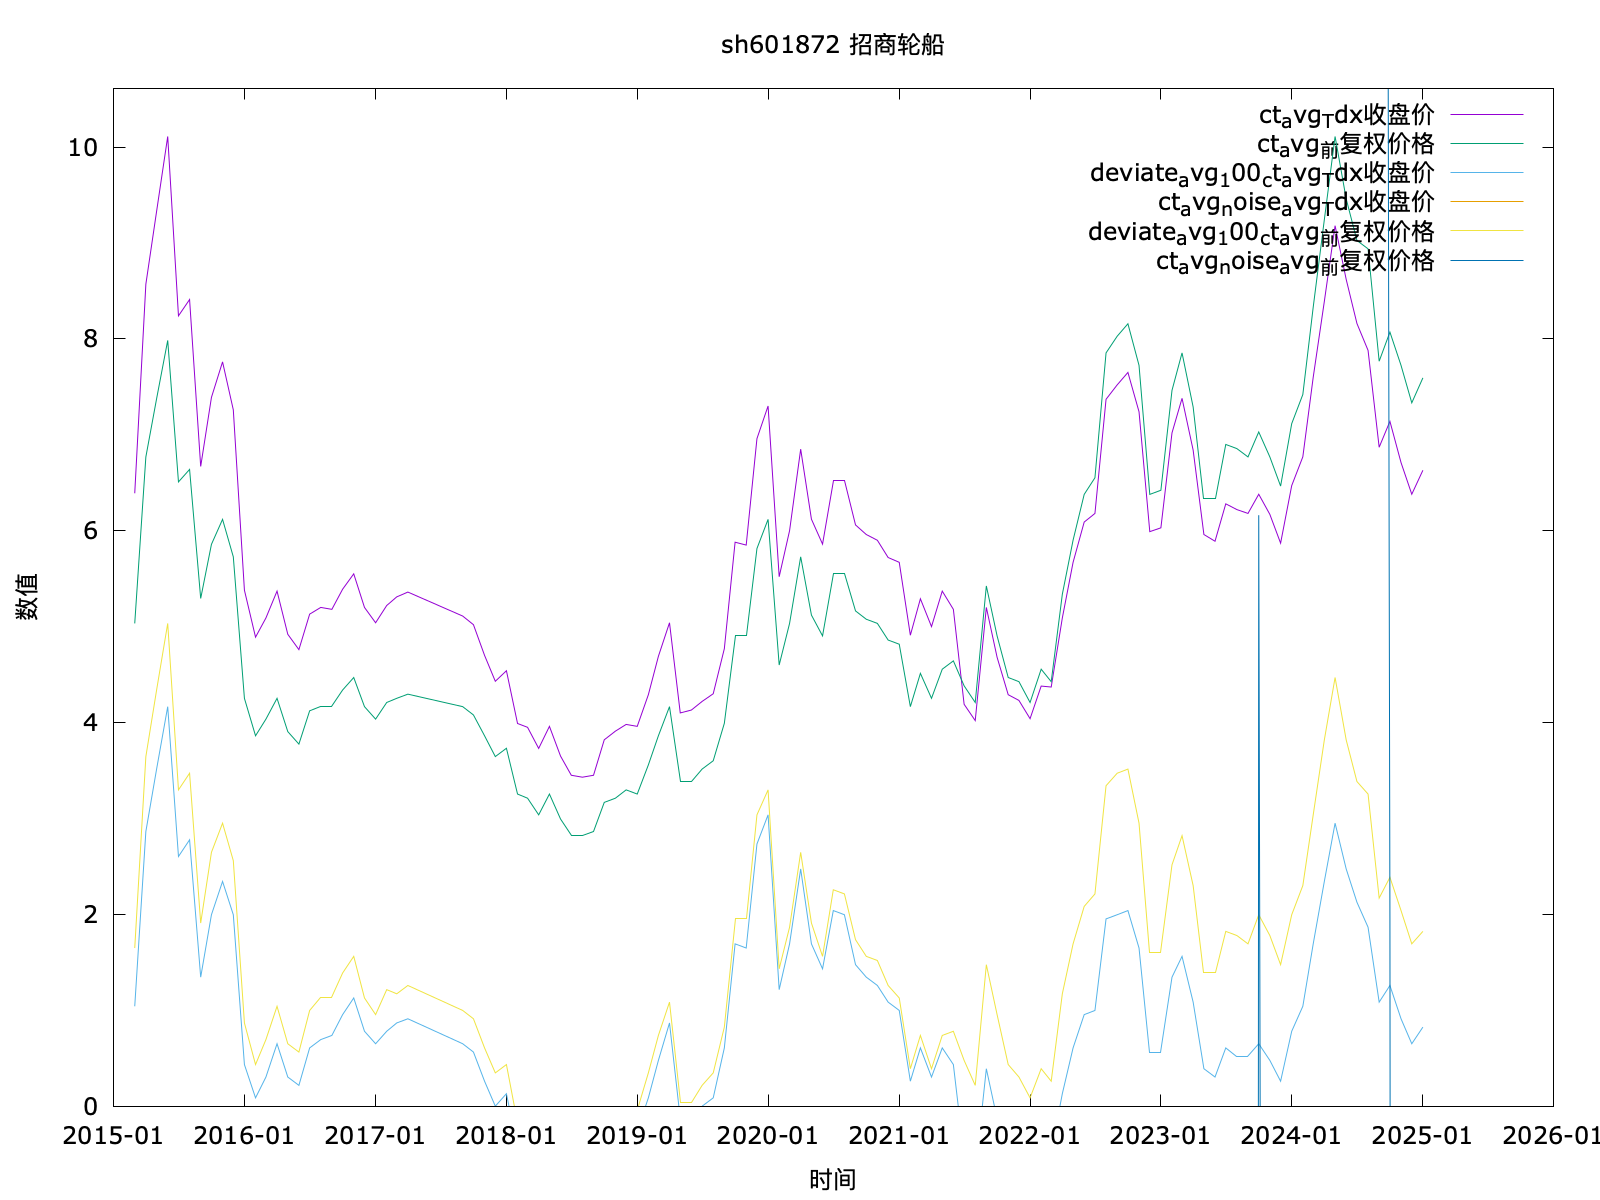 sh601872 招商轮船
ct_avg_Tdx收盘价
ct_avg_前复权价格
deviate_avg_100_ct_avg_Tdx收盘价
ct_avg_noise_avg_Tdx收盘价
deviate_avg_100_ct_avg_前复权价格
ct_avg_noise_avg_前复权价格
10
8
6
4
2
0
数值
2015-01 2016-01 2017-01 2018-01 2019-01 2020-01 2021-01 2022-01 2023-01 2024-01 2025-01 2026-01
时间